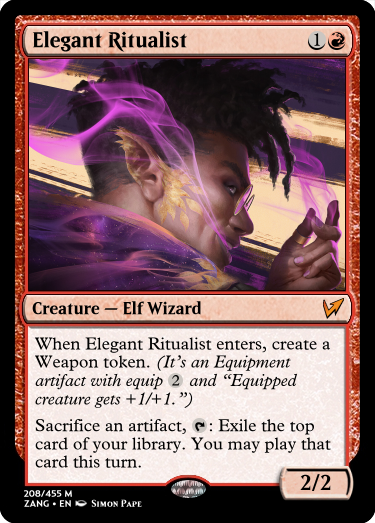 Elegant Ritualist 1
Creature — Elf Wizard
When Elegant Ritualist enters, create a
Weapon token. (It's an Equipment
artifact with equip 2 and “Equipped
creature gets +1/+1.”)
Sacrifice an artifact, : Exile the top
card of your library. You may play that
card this turn.
2/2
208/455 M
ZANG • EN Simon Pape